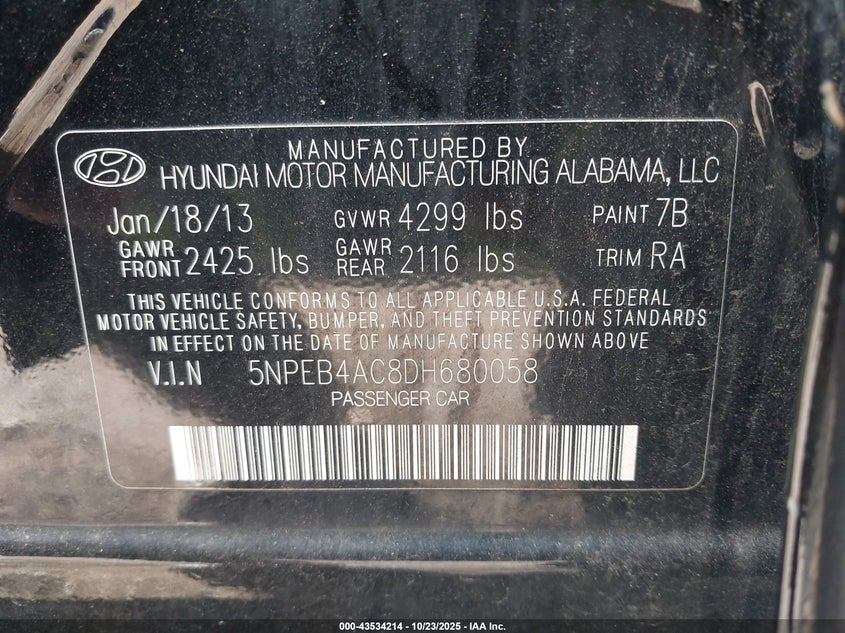 MANUFACTURED BY
HYUNDAI MOTOR MANUFACTURING ALABAMA, LLC
Jan/18/13 GVWR 4299 lbs PAINT 7B
GAWR FRONT 2425 lbs GAWR REAR 2116 lbs TRIM RA
THIS VEHICLE CONFORMS TO ALL APPLICABLE U.S.A. FEDERAL
MOTOR VEHICLE SAFETY, BUMPER, AND THEFT PREVENTION STANDARDS
IN EFFECT ON THE DATE OF MANUFACTURE SHOWN ABOVE
V.I.N 5NPEB4AC8DH680058
PASSENGER CAR
000-43534214 - 10/23/2025 - IAA Inc.